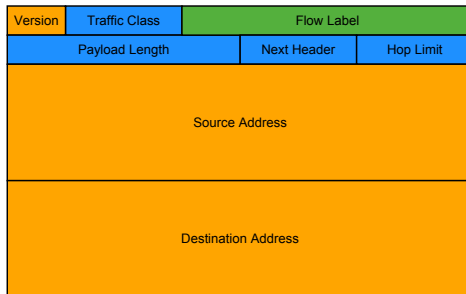 Version Traffic Class Flow Label
Payload Length Next Header Hop Limit
Source Address
Destination Address